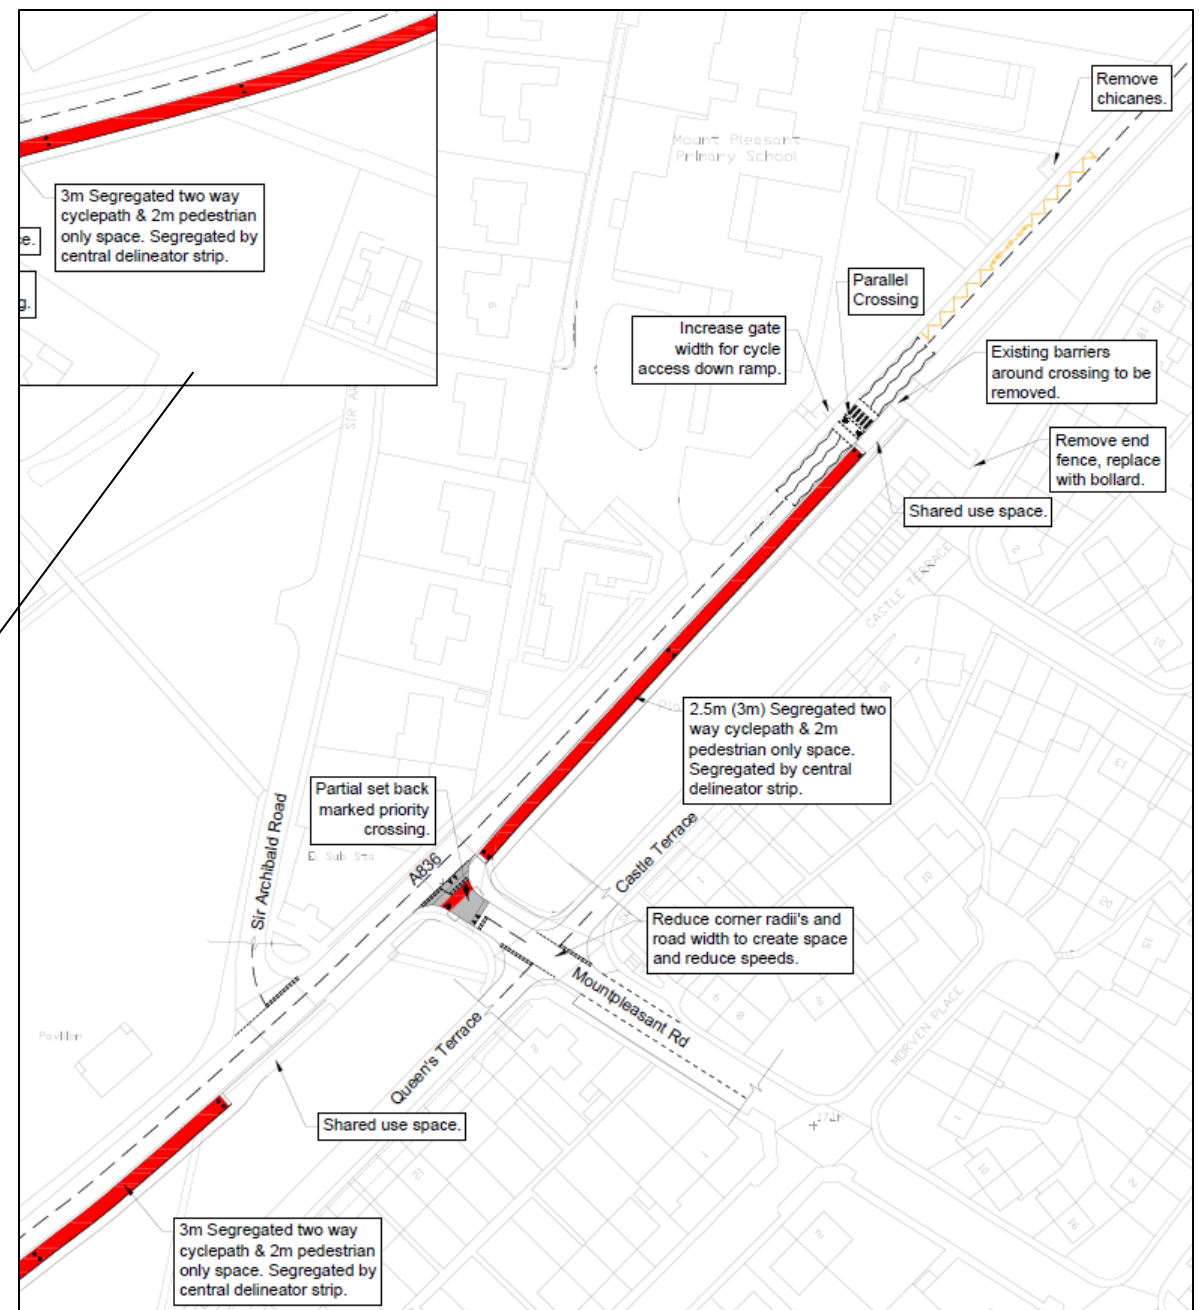 Remove
chicanes.
Mount Pleasant
Primary School
3m Segregated two way
cyclepath & 2m pedestrian
only space. Segregated by
central delineator strip.
g.
Parallel
Crossing
Increase gate
width for cycle
access down ramp.
Existing barriers
around crossing to be
removed.
Remove end
fence, replace
with bollard.
Shared use space.
CASTLE TERRACE
2.5m (3m) Segregated two
way cyclepath & 2m
pedestrian only space.
Segregated by central
delineator strip.
Partial set back
marked priority
crossing.
Sir Archibald Road
El Sub Sta
A836
Castle Terrace
Reduce corner radii's and
road width to create space
and reduce speeds.
Mountpleasant Rd
Queen's Terrace
MORVEN PLACE
Pavilion
Shared use space.
3m Segregated two way
cyclepath & 2m pedestrian
only space. Segregated by
central delineator strip.